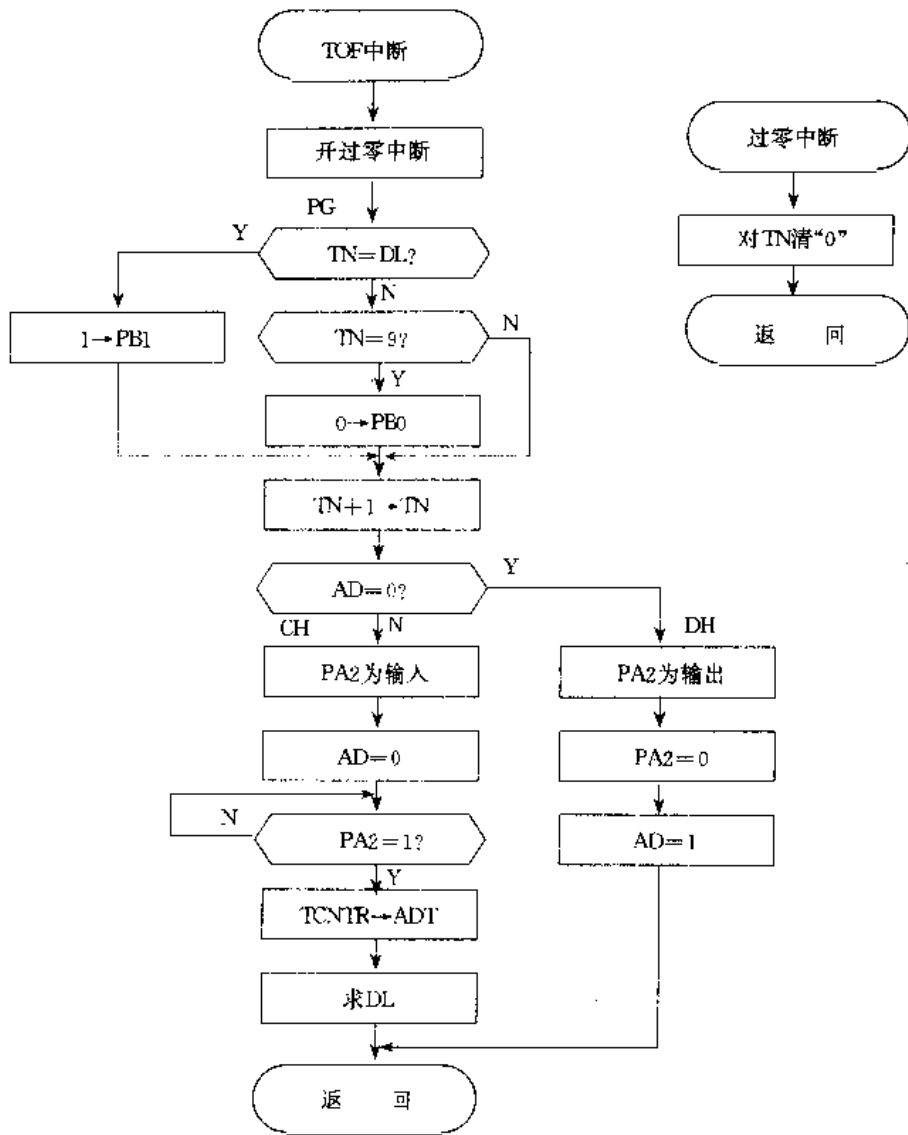 TOF中断
开过零中断
PG
Y
TN=DL?
N
1→PB1
TN=9?
N
Y
0→PB0
TN+1→TN
AD=0?
Y
CH
N
DH
PA2为输入
PA2为输出
AD=0
PA2=0
N
PA2=1?
AD=1
Y
TCNTR→ADT
求DL
返 回
过零中断
对TN清“0”
返 回